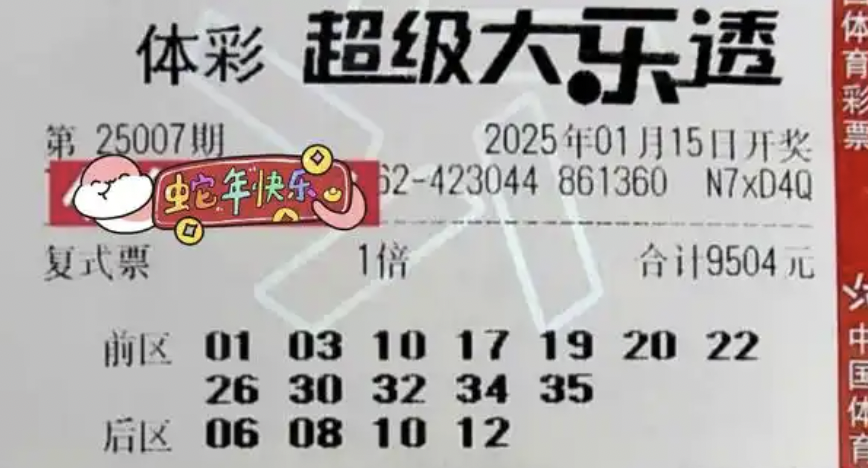 体彩 超级大乐透
第 25007期 2025年01月15日开奖
蛇年快乐
62-423044 861360 N7xD4Q
复式票 1倍 合计9504元
前区 01 03 10 17 19 20 22
26 30 32 34 35
后区 06 08 10 12
体育彩票
中国体育